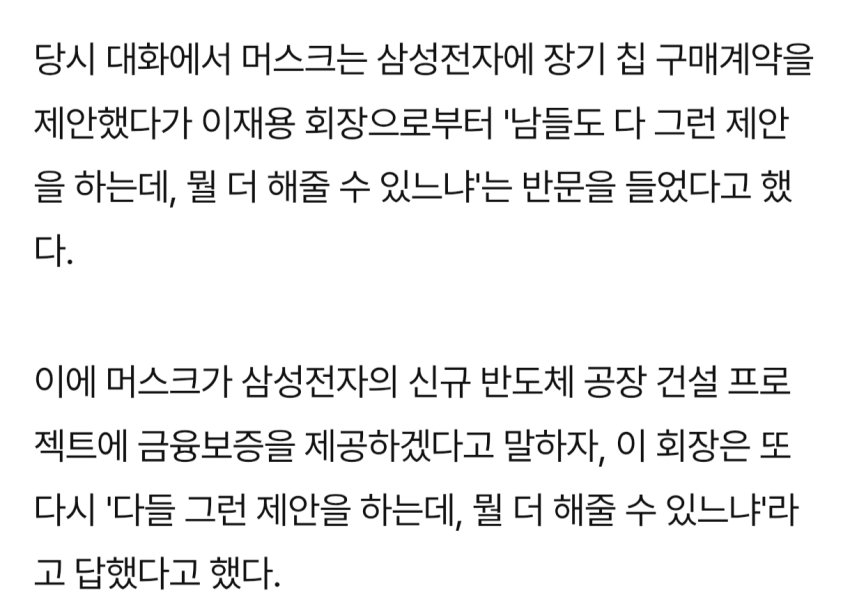 당시 대화에서 머스크는 삼성전자에 장기 칩 구매계약을
제안했다가 이재용 회장으로부터 '남들도 다 그런 제안
을 하는데, 뭘 더 해줄 수 있느냐'는 반문을 들었다고 했
다.
이에 머스크가 삼성전자의 신규 반도체 공장 건설 프로
젝트에 금융보증을 제공하겠다고 말하자, 이 회장은 또
다시 '다들 그런 제안을 하는데, 뭘 더 해줄 수 있느냐'라
고 답했다고 했다.